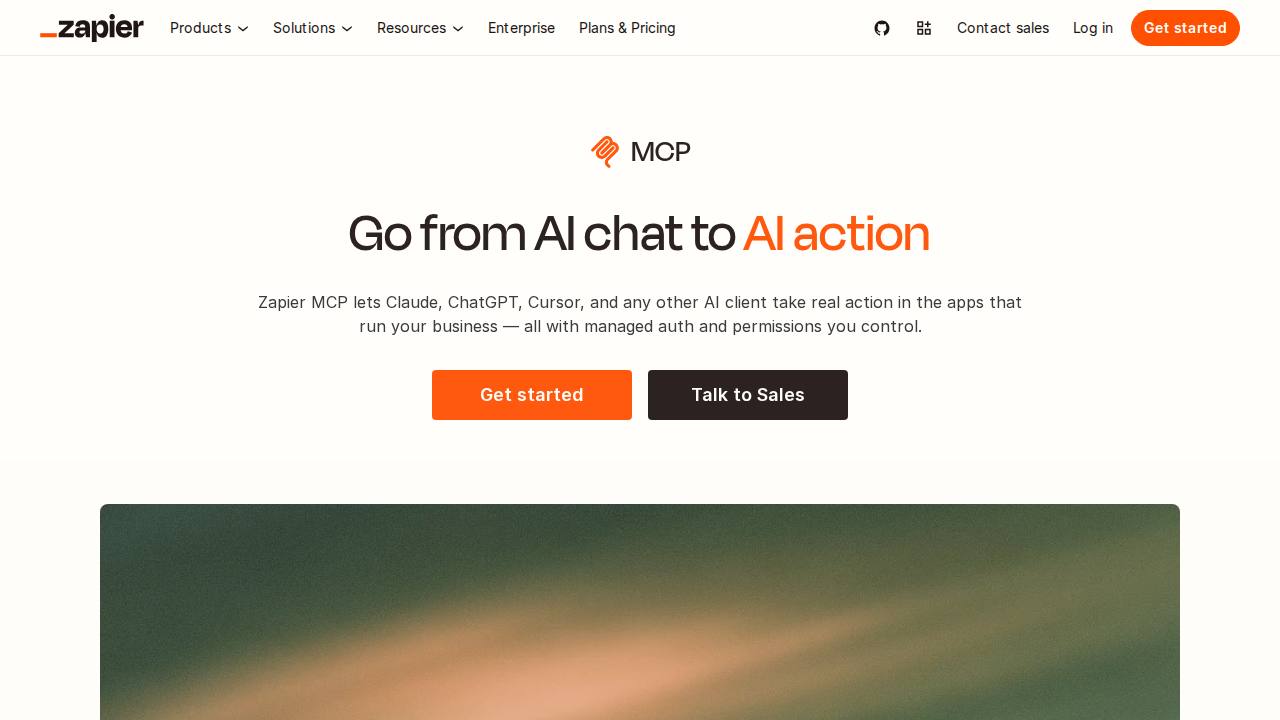 zapier
Products
Solutions
Resources
Enterprise
Plans & Pricing
Contact sales
Log in
Get started
MCP
Go from AI chat to AI action
Zapier MCP lets Claude, ChatGPT, Cursor, and any other AI client take real action in the apps that
run your business — all with managed auth and permissions you control.
Get started
Talk to Sales